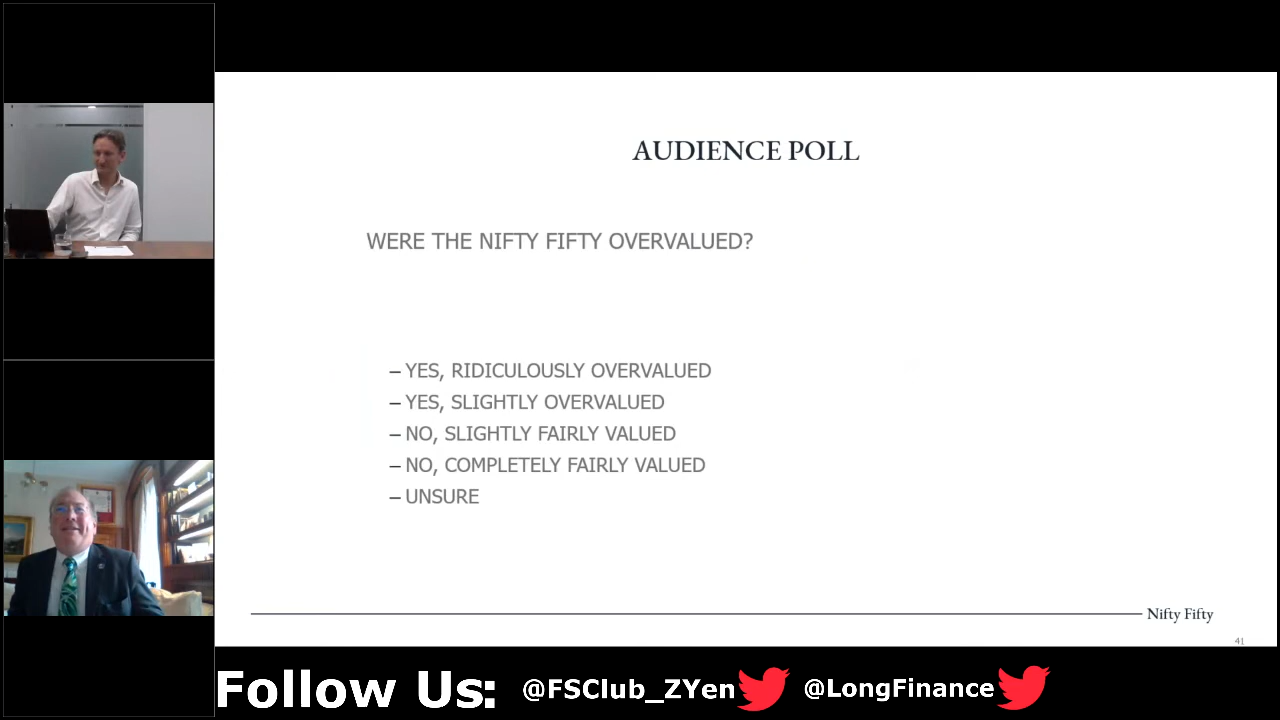 AUDIENCE POLL
WERE THE NIFTY FIFTY OVERVALUED?
– YES, RIDICULOUSLY OVERVALUED
– YES, SLIGHTLY OVERVALUED
– NO, SLIGHTLY FAIRLY VALUED
– NO, COMPLETELY FAIRLY VALUED
– UNSURE
Nifty Fifty
41
Follow Us: @FSClub_ZYen @LongFinance